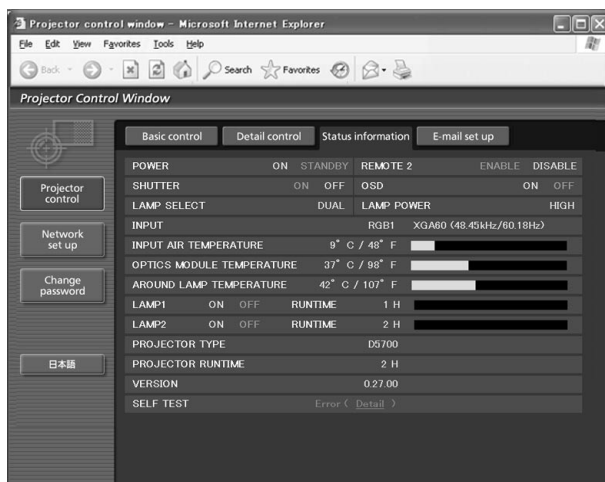 Projector control window - Microsoft Internet Explorer
File Edit View Favorites Tools Help
Back Search Favorites
Projector Control Window
Basic control Detail control Status information E-mail set up
Projector control
Network set up
Change password
日本語
POWER ON STANDBY REMOTE 2 ENABLE DISABLE
SHUTTER ON OFF OSD ON OFF
LAMP SELECT DUAL LAMP POWER HIGH
INPUT RGB1 XGA60 (48.45kHz/60.18Hz)
INPUT AIR TEMPERATURE 9° C / 48° F
OPTICS MODULE TEMPERATURE 37° C / 98° F
AROUND LAMP TEMPERATURE 42° C / 107° F
LAMP1 ON OFF RUNTIME 1 H
LAMP2 ON OFF RUNTIME 2 H
PROJECTOR TYPE D5700
PROJECTOR RUNTIME 2 H
VERSION 0.27.00
SELF TEST Error ( Detail )